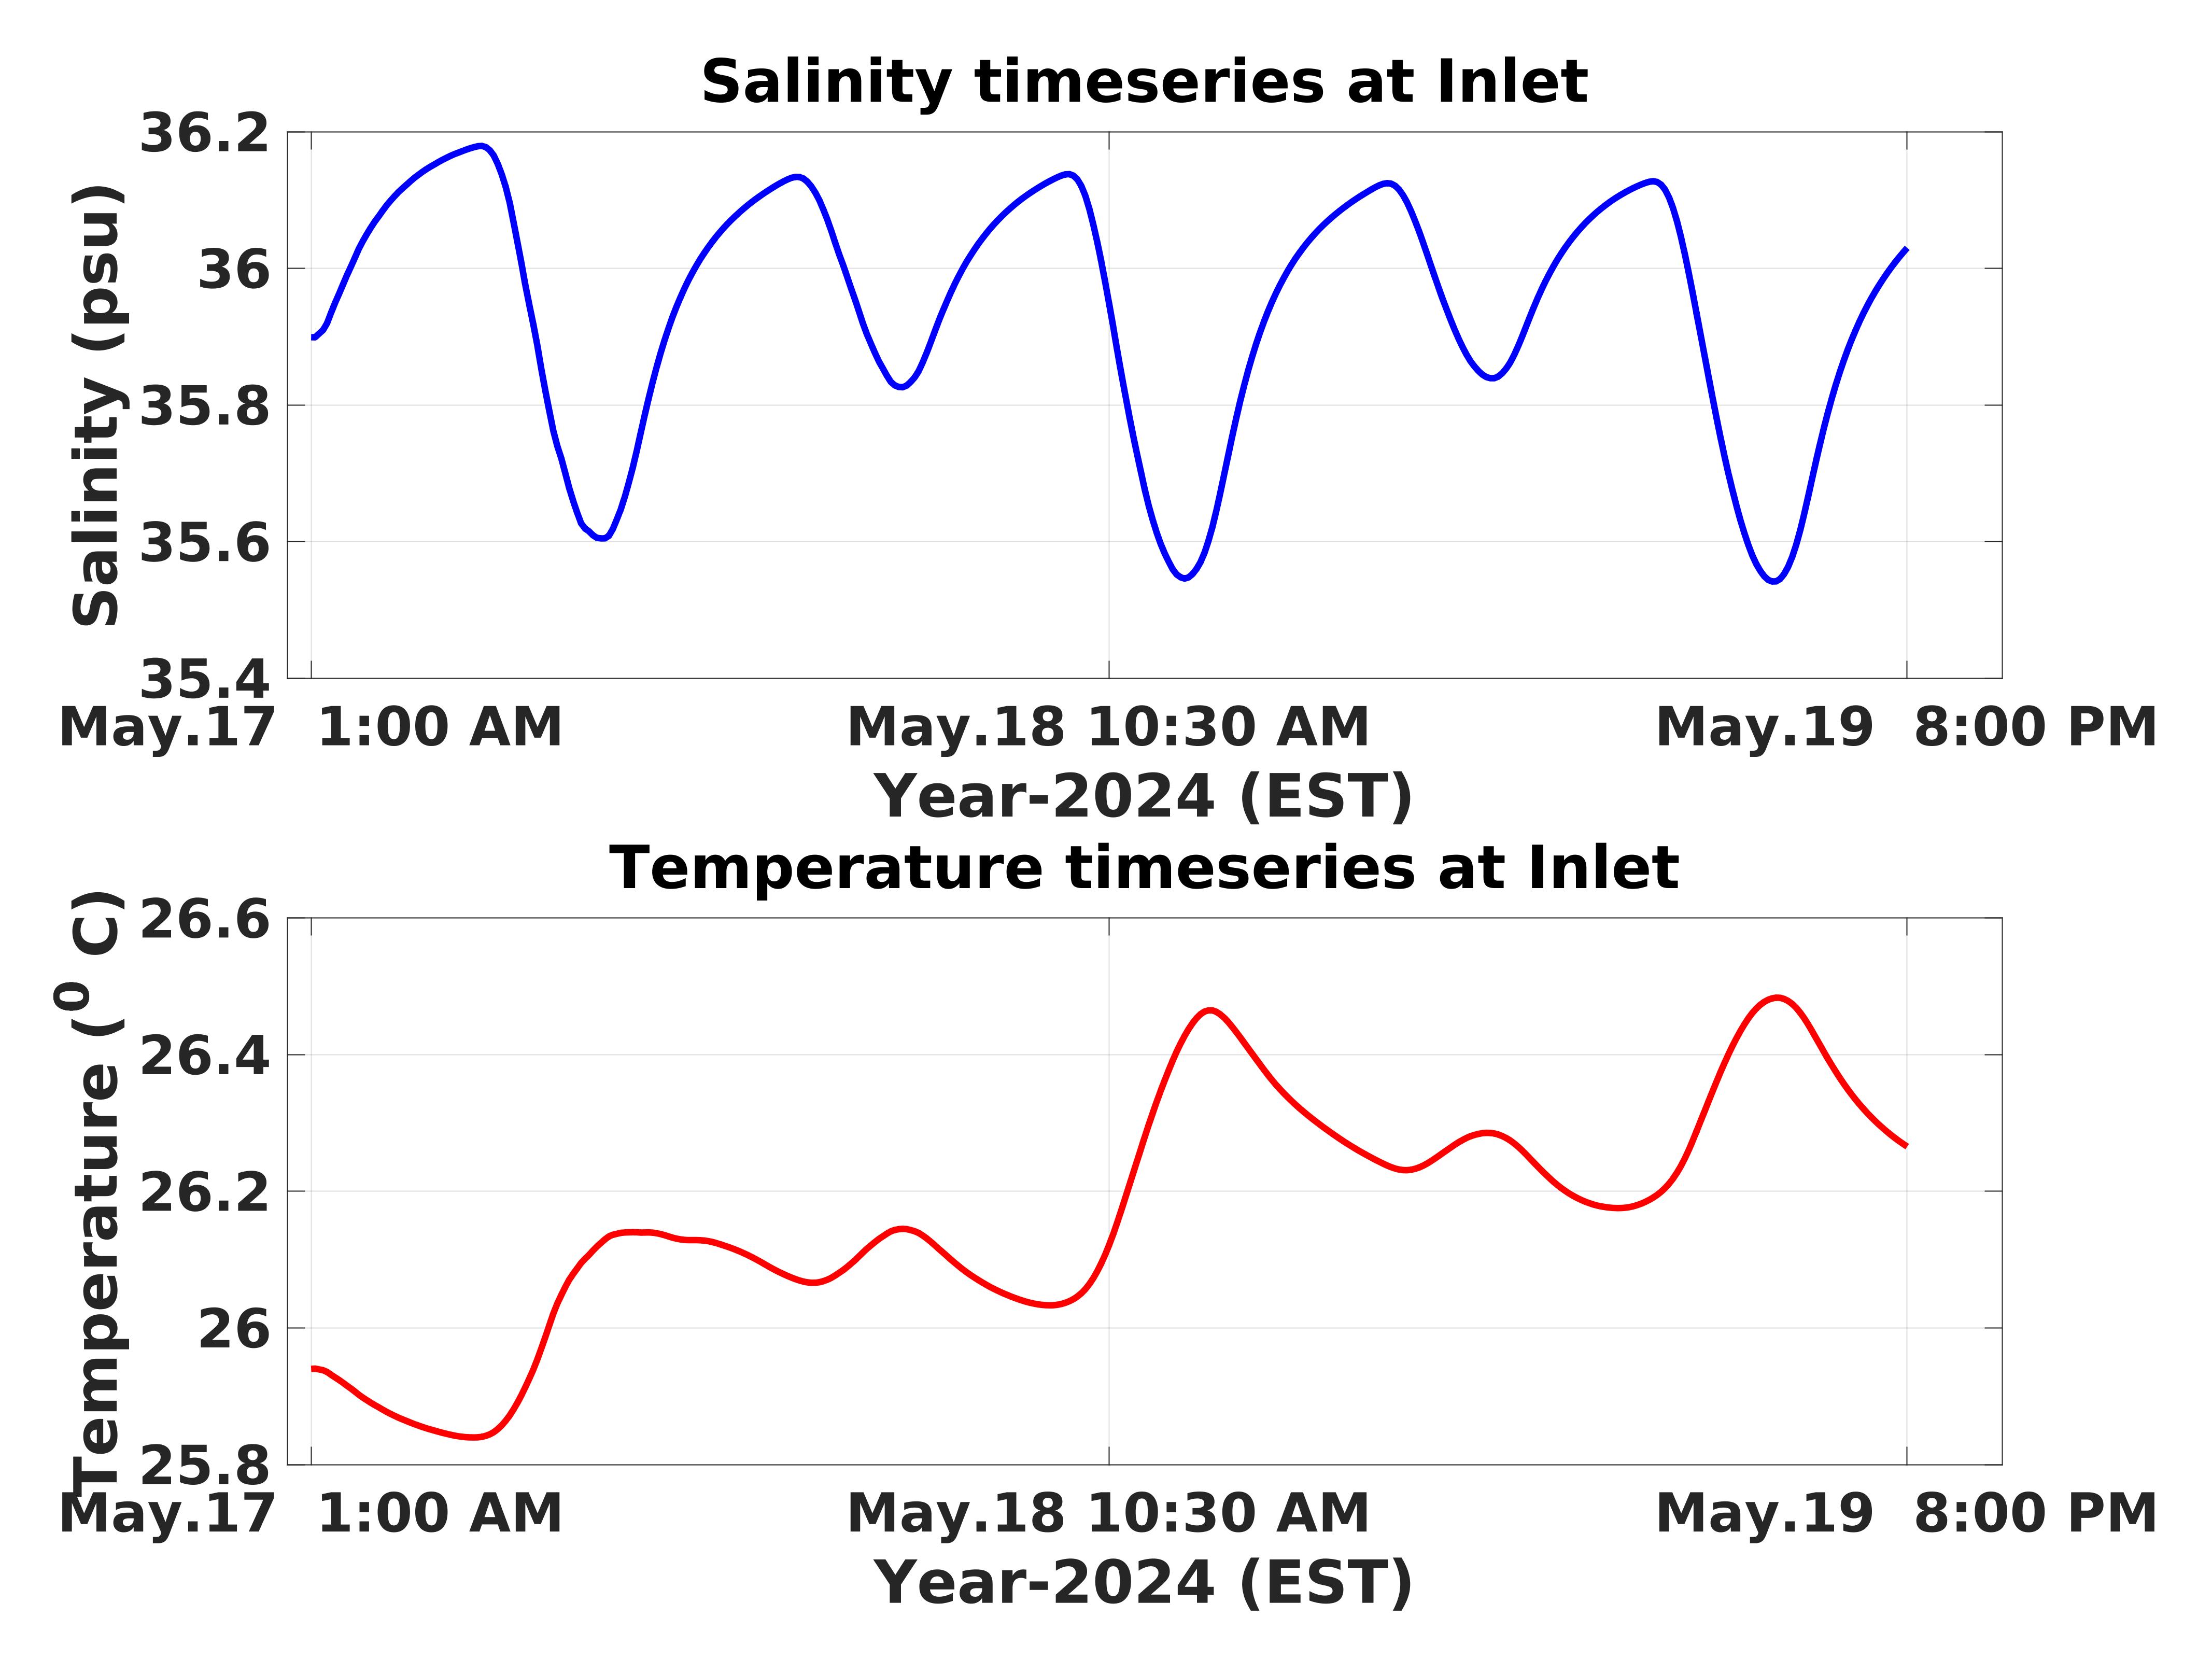 Salinity timeseries at Inlet
Salinity (psu)
36.2
36
35.8
35.6
35.4
May.17  1:00 AM
May.18 10:30 AM
May.19  8:00 PM
Year-2024 (EST)
Temperature timeseries at Inlet
Temperature (⁰ C)
26.6
26.4
26.2
26
25.8
May.17  1:00 AM
May.18 10:30 AM
May.19  8:00 PM
Year-2024 (EST)